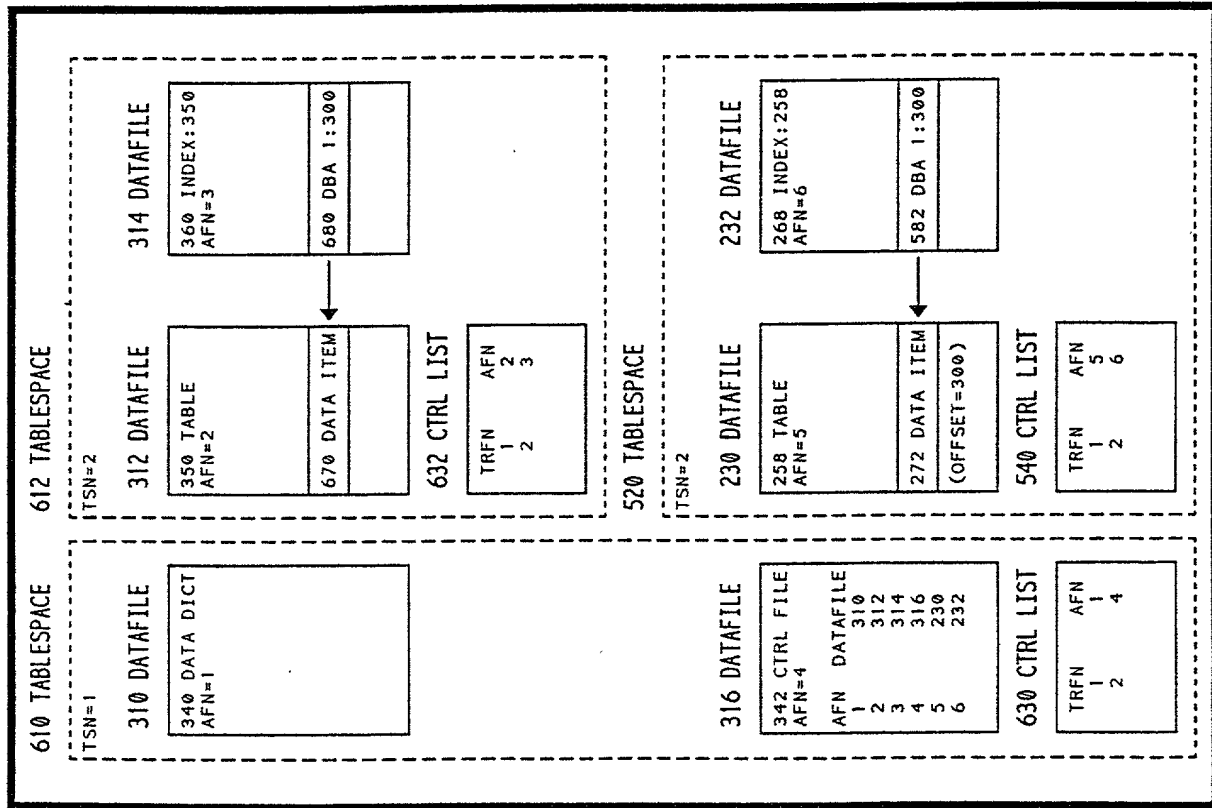 610 TABLESPACE
TSN=1
310 DATAFILE
340 DATA DICT
AFN=1
316 DATAFILE
342 CTRL FILE
AFN=4
AFN DATAFILE
1 310
2 312
3 314
4 316
5 230
6 232
630 CTRL LIST
TRFN AFN
1 1
2 4
612 TABLESPACE
TSN=2
312 DATAFILE
350 TABLE
AFN=2
670 DATA ITEM
314 DATAFILE
360 INDEX:350
AFN=3
680 DBA 1:300
632 CTRL LIST
TRFN AFN
1 2
2 3
520 TABLESPACE
TSN=2
230 DATAFILE
258 TABLE
AFN=5
272 DATA ITEM
(OFFSET=300)
232 DATAFILE
268 INDEX:258
AFN=6
582 DBA 1:300
540 CTRL LIST
TRFN AFN
1 5
2 6